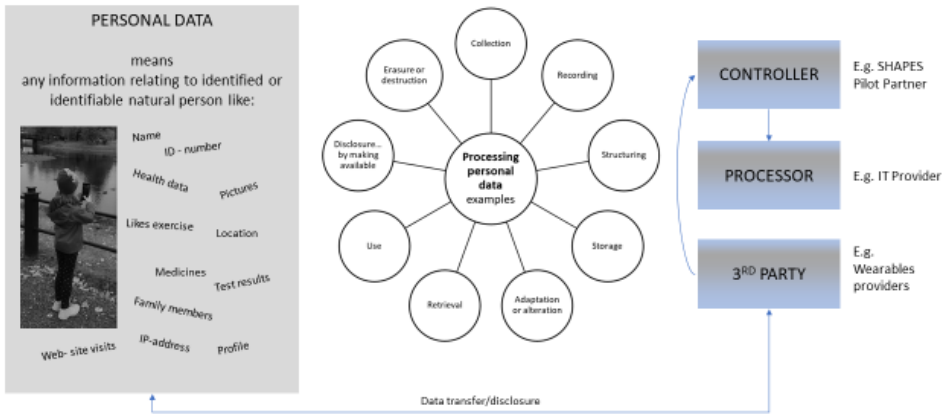 PERSONAL DATA
means
any information relating to identified or
identifiable natural person like:
Name
ID - number
Health data
Pictures
Likes exercise
Location
Medicines
Test results
Family members
IP-address
Profile
Web- site visits
Collection
Recording
Structuring
Storage
Adaptation
or alteration
Retrieval
Use
Disclosure...
by making
available
Erasure or
destruction
Processing
personal
data
examples
CONTROLLER
E.g. SHAPES
Pilot Partner
PROCESSOR
E.g. IT Provider
3RD PARTY
E.g.
Wearables
providers
Data transfer/disclosure